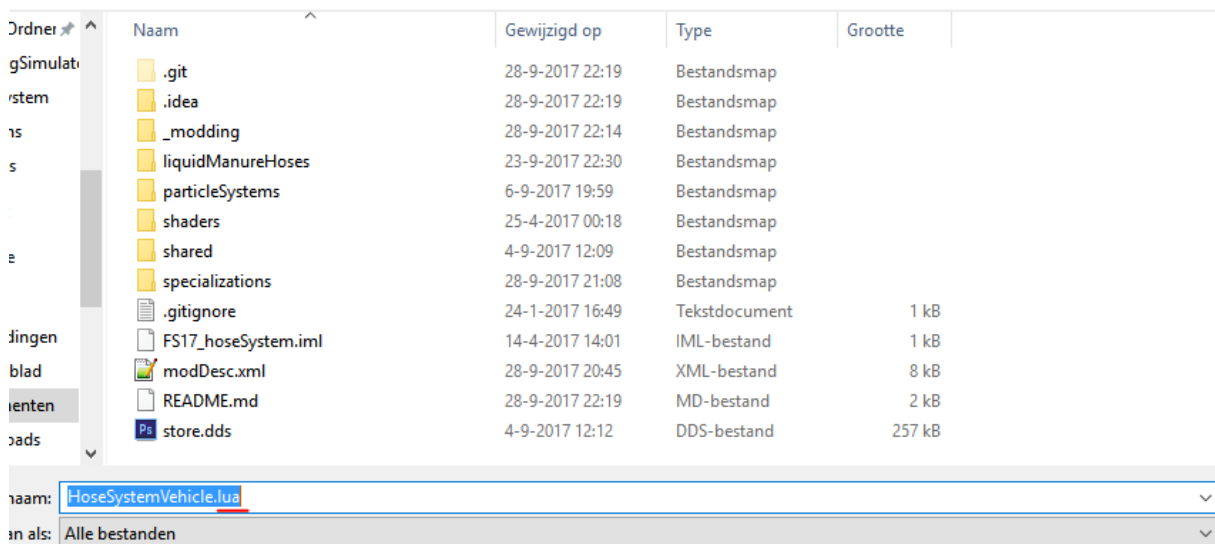 Ordner Naam Gewijzigd op Type Grootte
gSimulat
.git 28-9-2017 22:19 Bestandsmap
ystem .idea 28-9-2017 22:19 Bestandsmap
ns _modding 28-9-2017 22:14 Bestandsmap
s liquidManureHoses 23-9-2017 22:30 Bestandsmap
particleSystems 6-9-2017 19:59 Bestandsmap
shaders 25-4-2017 00:18 Bestandsmap
e shared 4-9-2017 12:09 Bestandsmap
specializations 28-9-2017 21:08 Bestandsmap
.gitignore 24-1-2017 16:49 Tekstdocument 1 kB
dingen FS17_hoseSystem.iml 14-4-2017 14:01 IML-bestand 1 kB
blad modDesc.xml 28-9-2017 20:45 XML-bestand 8 kB
enten README.md 28-9-2017 22:19 MD-bestand 2 kB
oads Ps store.dds 4-9-2017 12:12 DDS-bestand 257 kB
naam: HoseSystemVehicle.lua
an als: Alle bestanden